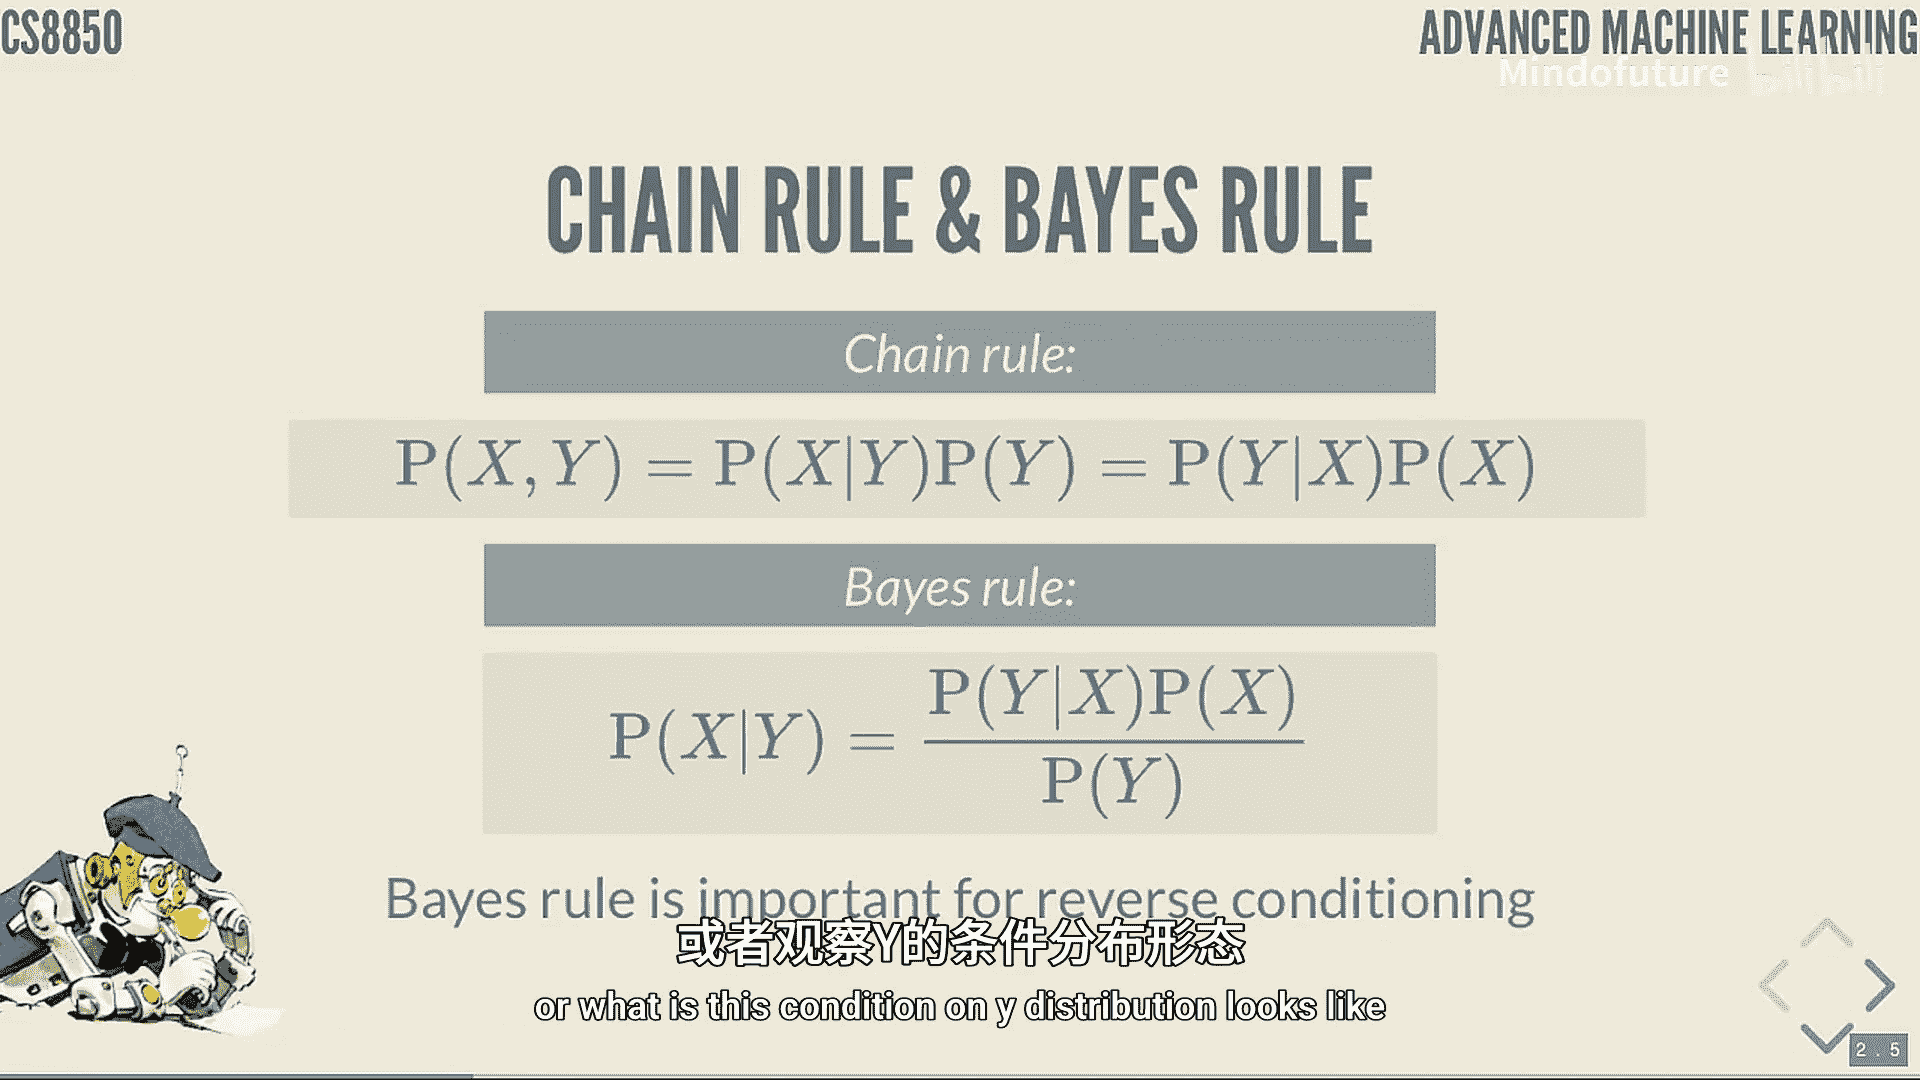 CS8850
ADVANCED MACHINE LEARNING
Mindofuture bilibili
CHAIN RULE & BAYES RULE
Chain rule:
P(X, Y) = P(X|Y)P(Y) = P(Y|X)P(X)
Bayes rule:
P(X|Y) = P(Y|X)P(X) / P(Y)
Bayes rule is important for reverse conditioning
或者观察Y的条件分布形态
or what is this condition on y distribution looks like
2.5